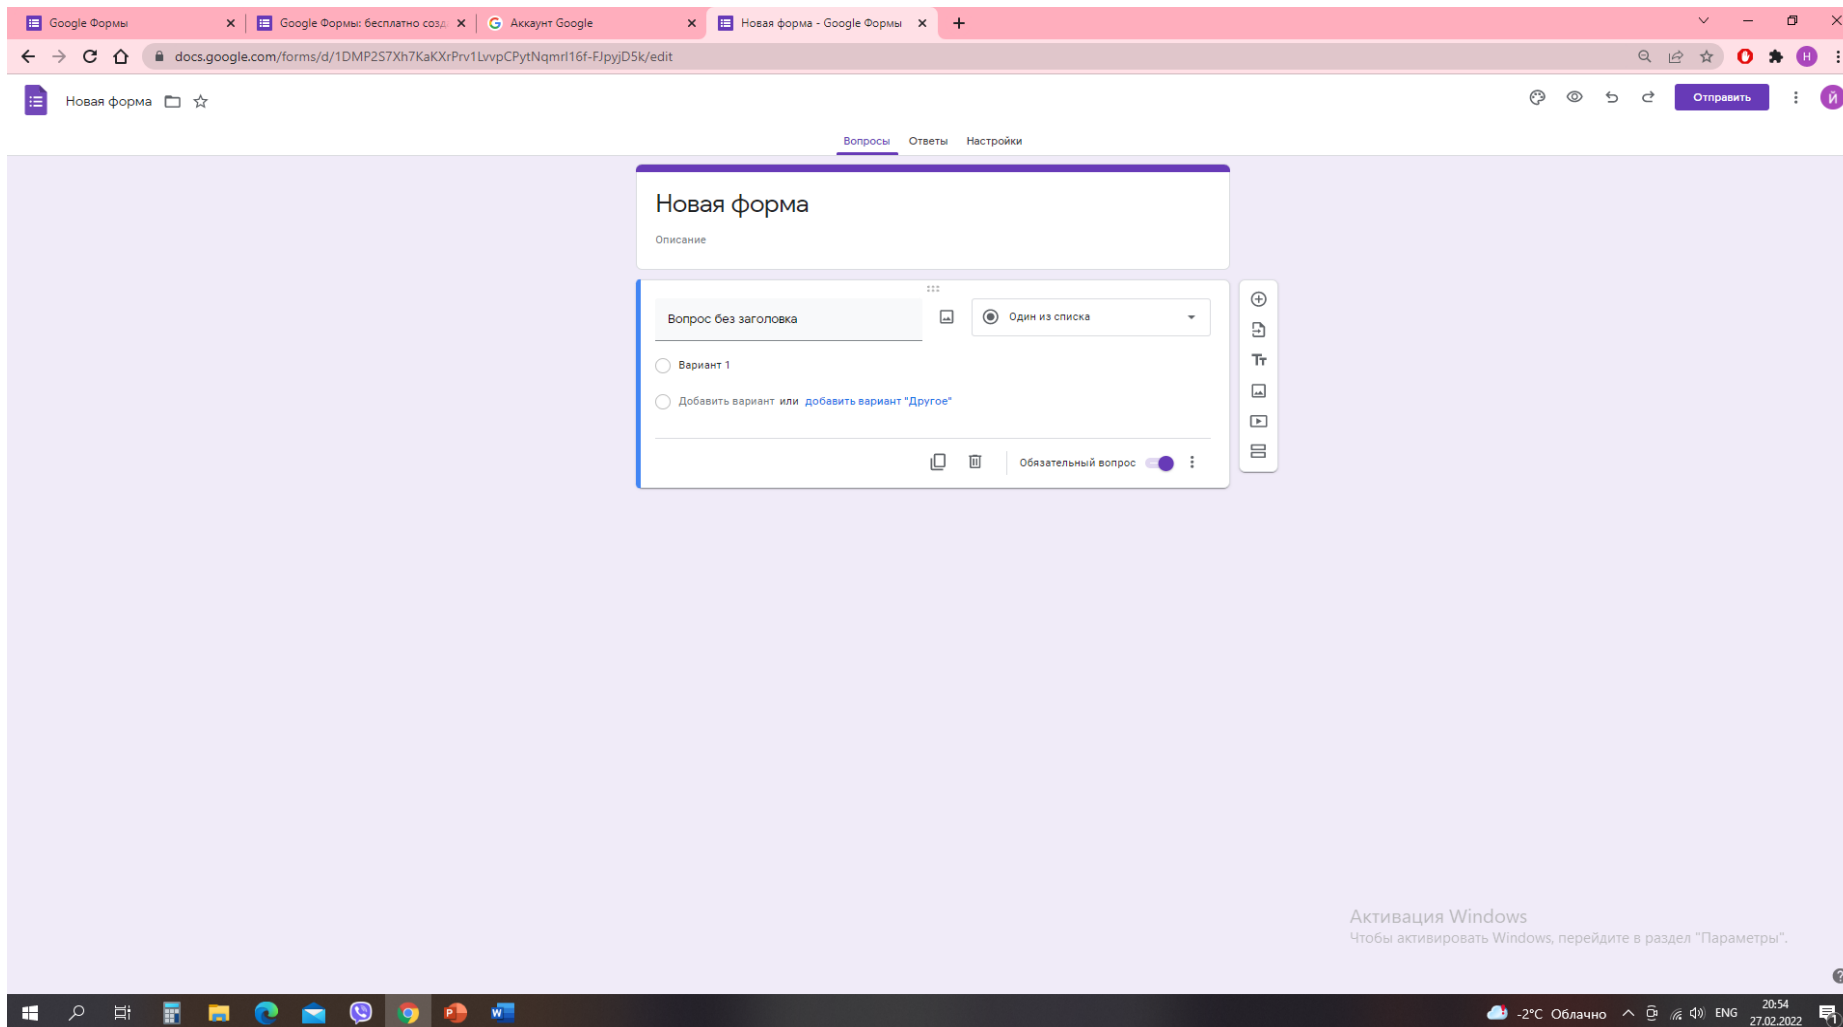 Google Формы
Google Формы: бесплатно созд
Аккаунт Google
Новая форма - Google Формы
docs.google.com/forms/d/1DMP2S7Xh7KaKXrPrv1LvvpCPytNqmrI16f-FJpyjD5k/edit
Н
Новая форма
Отправить
Й
Вопросы Ответы Настройки
Новая форма
Описание
Вопрос без заголовка
Один из списка
Вариант 1
Добавить вариант или добавить вариант "Другое"
Обязательный вопрос
Активация Windows
Чтобы активировать Windows, перейдите в раздел "Параметры".
-2°C Облачно
ENG
20:54
27.02.2022